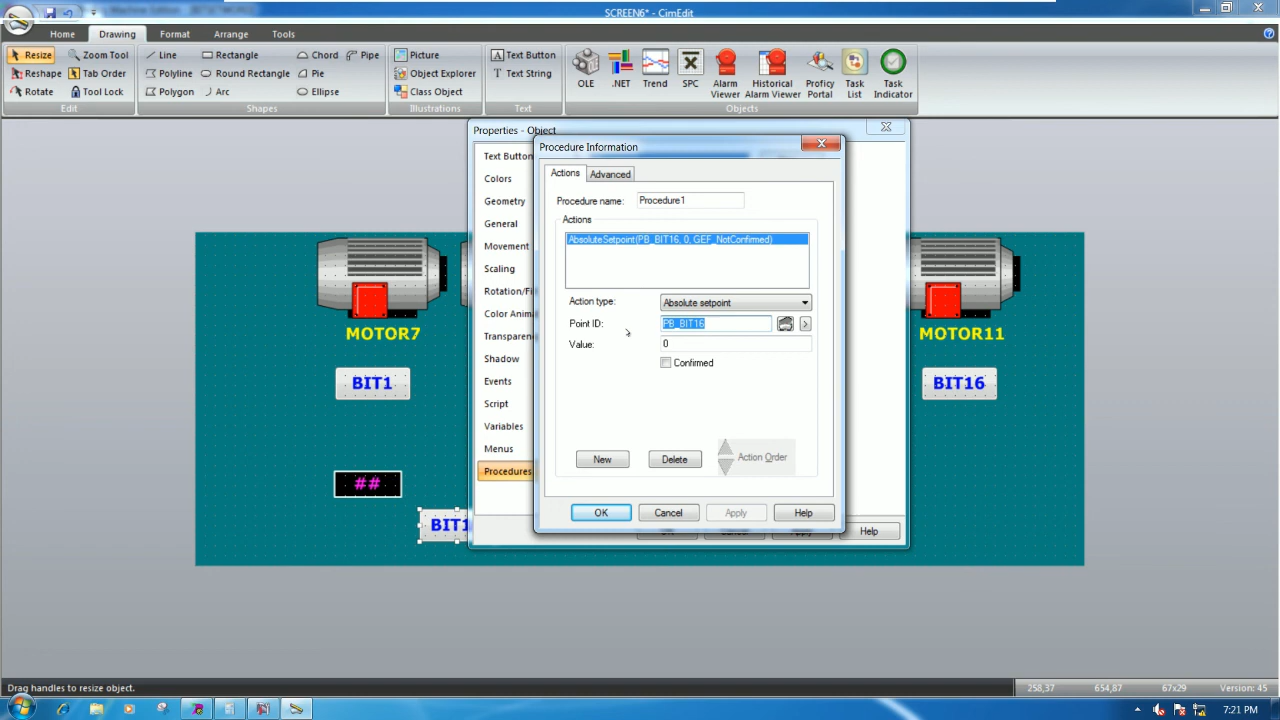 SCREEN6* - CimEdit
Home
Drawing
Format
Arrange
Tools
Resize
Zoom Tool
Line
Rectangle
Chord
Pipe
Picture
Text Button
Reshape
Tab Order
Polyline
Round Rectangle
Pie
Object Explorer
Text String
Rotate
Tool Lock
Polygon
Arc
Ellipse
Class Object
OLE
.NET
Trend
SPC
Alarm
Viewer
Historical
Alarm Viewer
Proficy
Portal
Task
List
Task
Indicator
Edit
Shapes
Illustrations
Text
Objects
Properties - Object
Text Button
Colors
Geometry
General
Movement
Scaling
Rotation/Fi
Color Anima
Transparen
Shadow
Events
Script
Variables
Menus
Procedures
Help
Procedure Information
Actions
Advanced
Procedure name:
Procedure1
Actions
AbsoluteSetpoint(PB_BIT16, 0, GEF_NotConfirmed)
Action type:
Absolute setpoint
Point ID:
PB_BIT16
Value:
0
Confirmed
New
Delete
Action Order
OK
Cancel
Apply
Help
MOTOR7
BIT1
##
BIT1
MOTOR11
BIT16
Drag handles to resize object.
258,37
654,87
67x29
Version: 45
7:21 PM